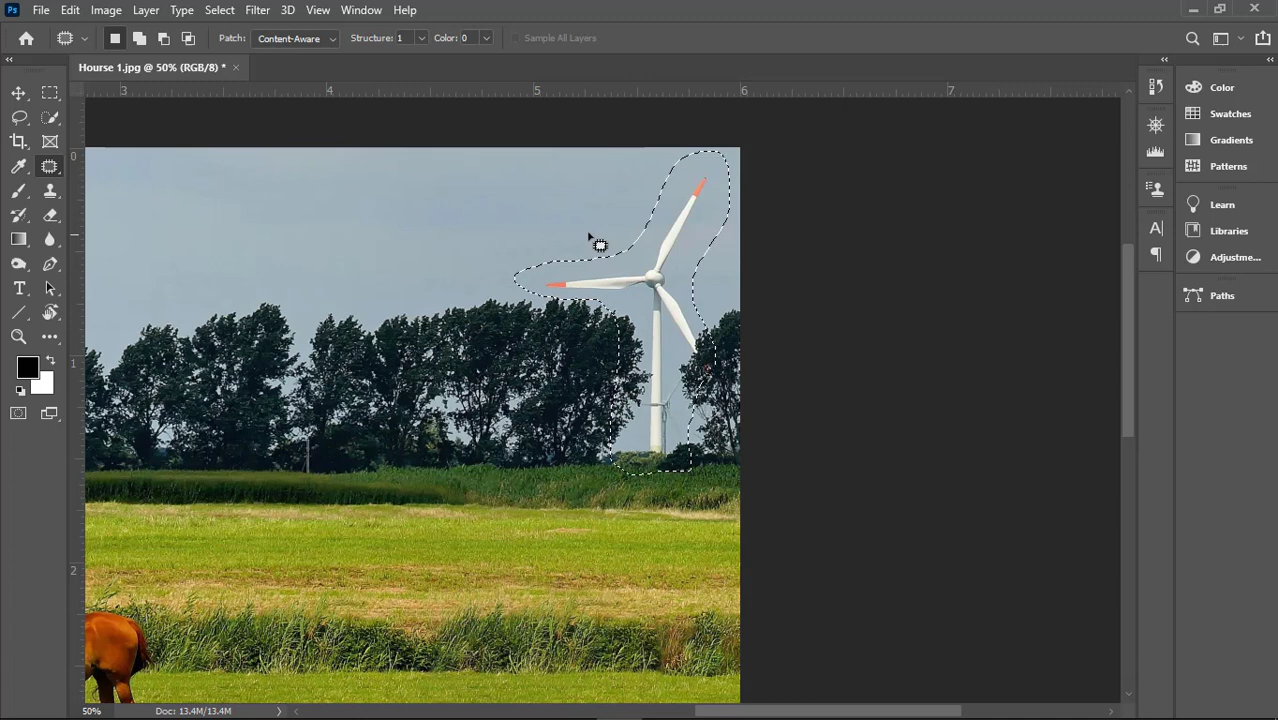 Ps File Edit Image Layer Type Select Filter 3D View Window Help
Patch: Content-Aware Structure: 1 Color: 0 Sample All Layers
Hourse 1.jpg @ 50% (RGB/8) * ×
3 4 5 6 7
0
1
2
Color
Swatches
Gradients
Patterns
Learn
Libraries
Adjustme...
Paths
50% Doc: 13.4M/13.4M